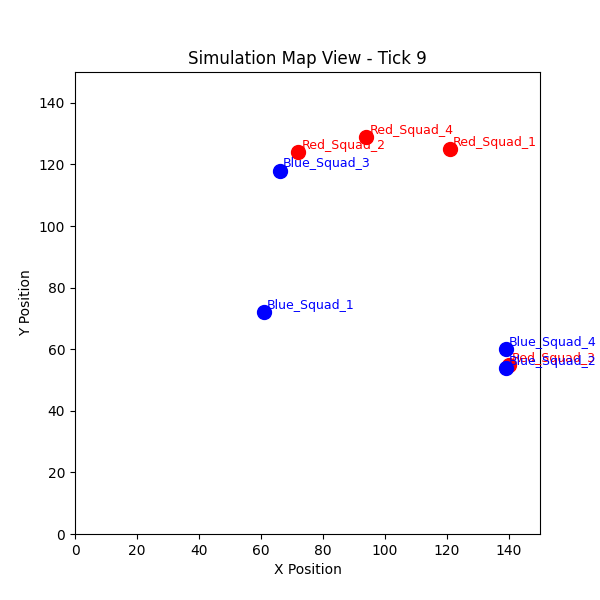 Simulation Map View - Tick 9
140
120
100
80
60
40
20
0
Y Position
Red_Squad_4
Red_Squad_1
Red_Squad_2
Blue_Squad_3
Blue_Squad_1
Blue_Squad_4
Red_Squad_3
Blue_Squad_2
0 20 40 60 80 100 120 140
X Position